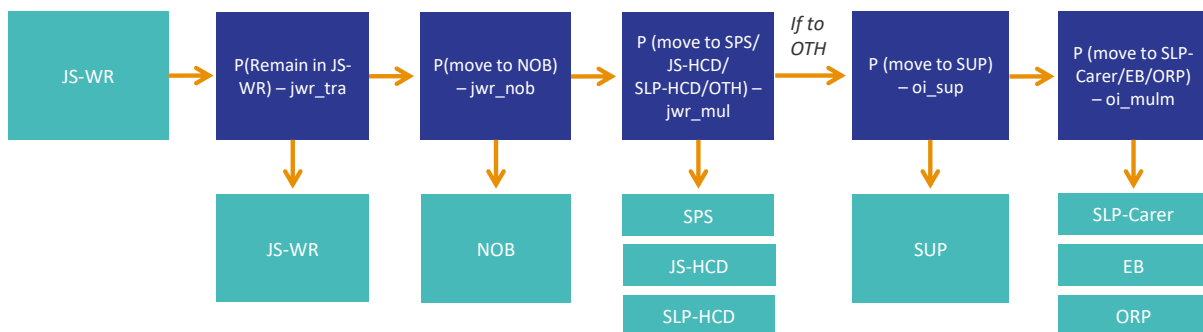 JS-WR
P(Remain in JS-
WR) – jwr_tra
P(move to NOB)
– jwr_nob
P (move to SPS/
JS-HCD/
SLP-HCD/OTH) –
jwr_mul
If to
OTH
P (move to SUP)
– oi_sup
P (move to SLP-
Carer/EB/ORP)
– oi_mulm
JS-WR
NOB
SPS
JS-HCD
SLP-HCD
SUP
SLP-Carer
EB
ORP